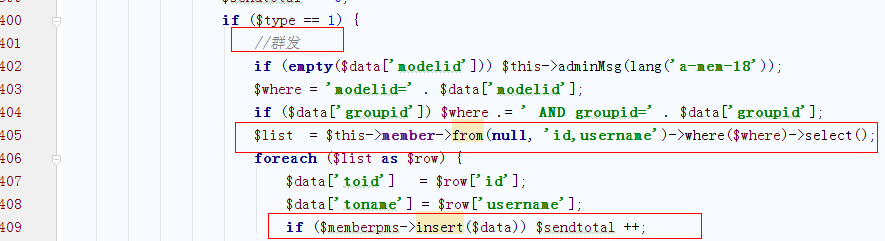 400 if ($type == 1) {
401 //群发
402 if (empty($data['modelid'])) $this->adminMsg(lang('a-mem-18'));
403 $where = 'modelid=' . $data['modelid'];
404 if ($data['groupid']) $where .= ' AND groupid=' . $data['groupid'];
405 $list = $this->member->from(null, 'id,username')->where($where)->select();
406 foreach ($list as $row) {
407 $data['toid'] = $row['id'];
408 $data['toname'] = $row['username'];
409 if ($memberpms->insert($data)) $sendtotal ++;